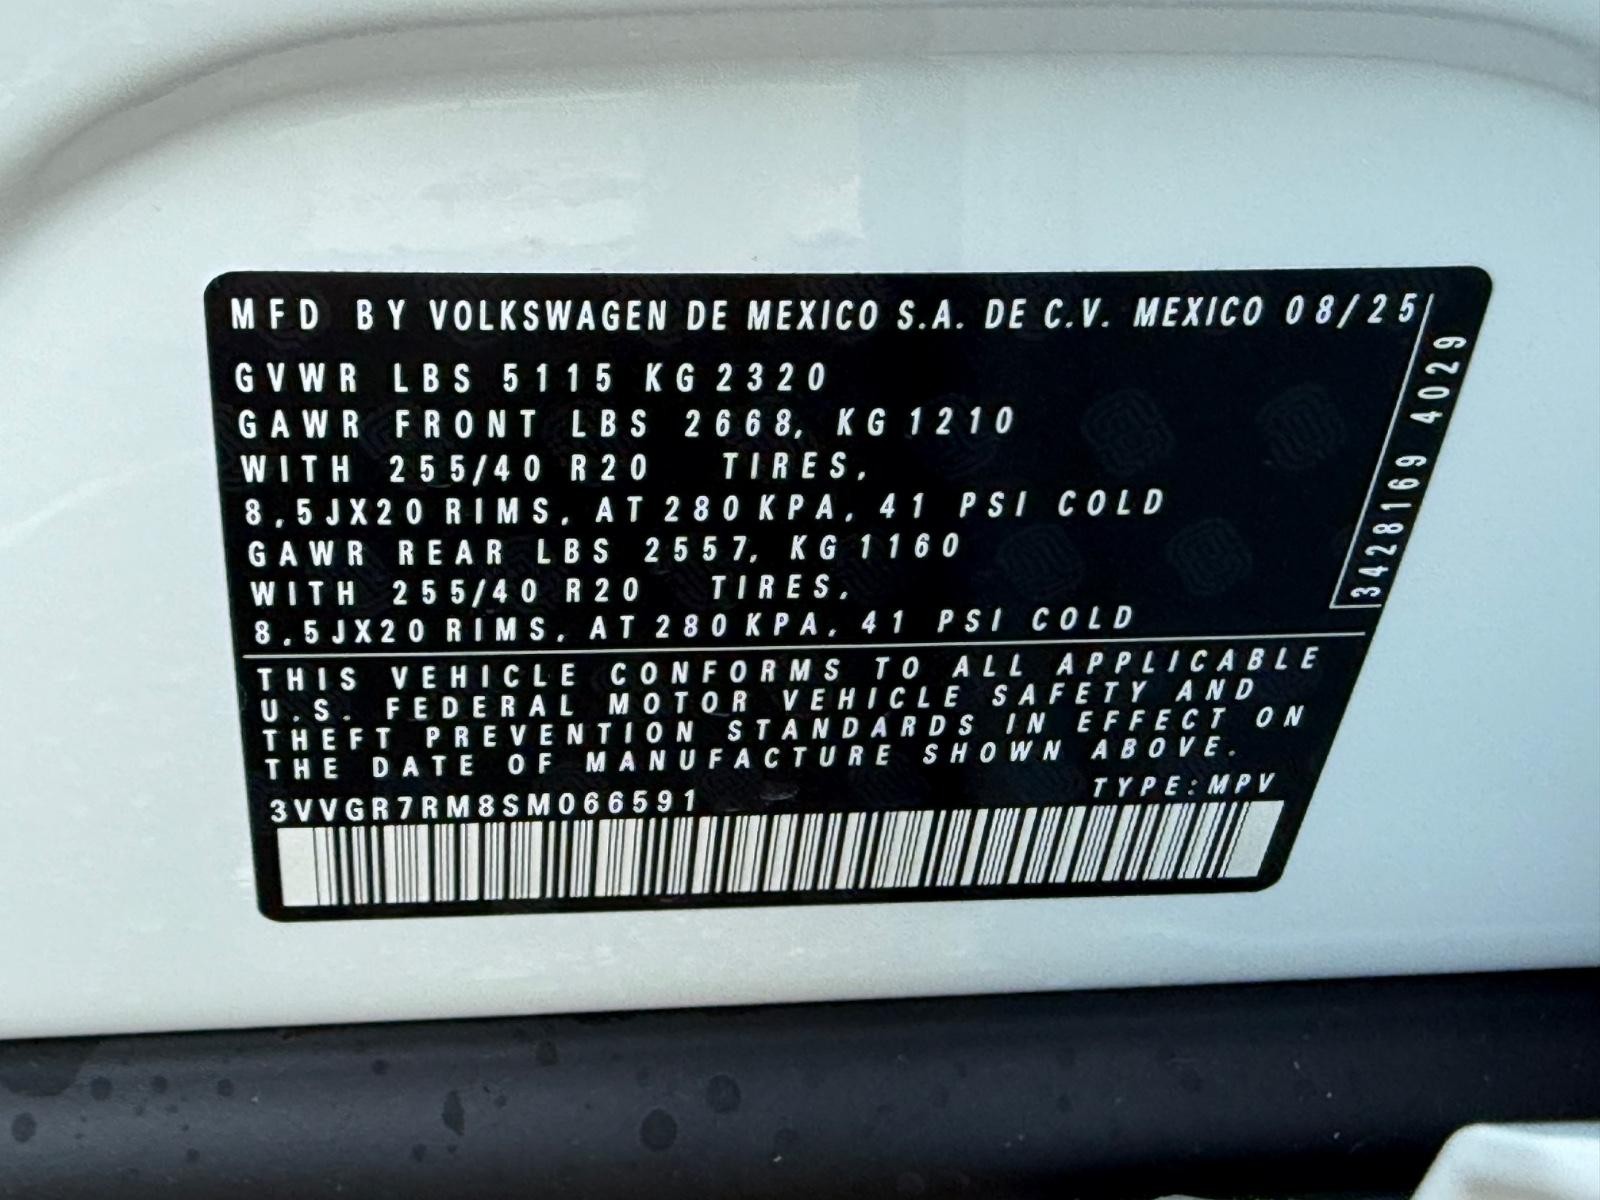 MFD BY VOLKSWAGEN DE MEXICO S.A. DE C.V. MEXICO 08/25
GVWR LBS 5115 KG 2320
GAWR FRONT LBS 2668, KG 1210
WITH 255/40 R20 TIRES,
8,5JX20 RIMS, AT 280 KPA, 41 PSI COLD
GAWR REAR LBS 2557, KG 1160
WITH 255/40 R20 TIRES,
8,5JX20 RIMS, AT 280 KPA, 41 PSI COLD
3428169 4029
THIS VEHICLE CONFORMS TO ALL APPLICABLE
U.S. FEDERAL MOTOR VEHICLE SAFETY AND
THEFT PREVENTION STANDARDS IN EFFECT ON
THE DATE OF MANUFACTURE SHOWN ABOVE.
3VVGR7RM8SM066591 TYPE:MPV